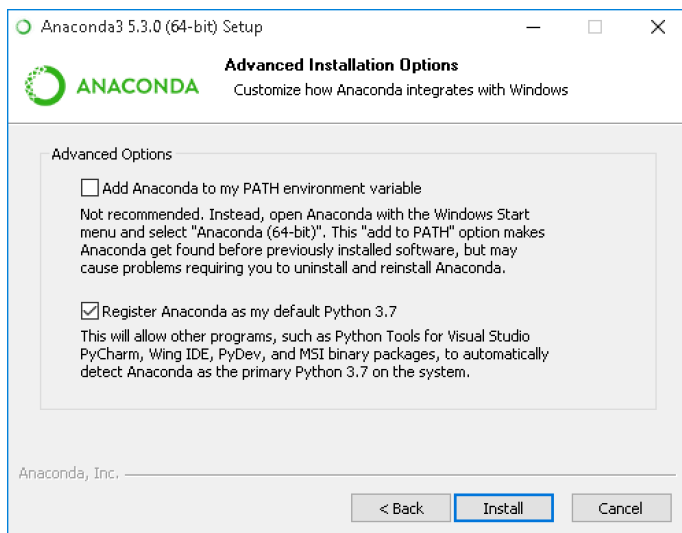 Anaconda3 5.3.0 (64-bit) Setup
ANACONDA
Advanced Installation Options
Customize how Anaconda integrates with Windows
Advanced Options
Add Anaconda to my PATH environment variable
Not recommended. Instead, open Anaconda with the Windows Start
menu and select "Anaconda (64-bit)". This "add to PATH" option makes
Anaconda get found before previously installed software, but may
cause problems requiring you to uninstall and reinstall Anaconda.
Register Anaconda as my default Python 3.7
This will allow other programs, such as Python Tools for Visual Studio
PyCharm, Wing IDE, PyDev, and MSI binary packages, to automatically
detect Anaconda as the primary Python 3.7 on the system.
Anaconda, Inc.
< Back
Install
Cancel